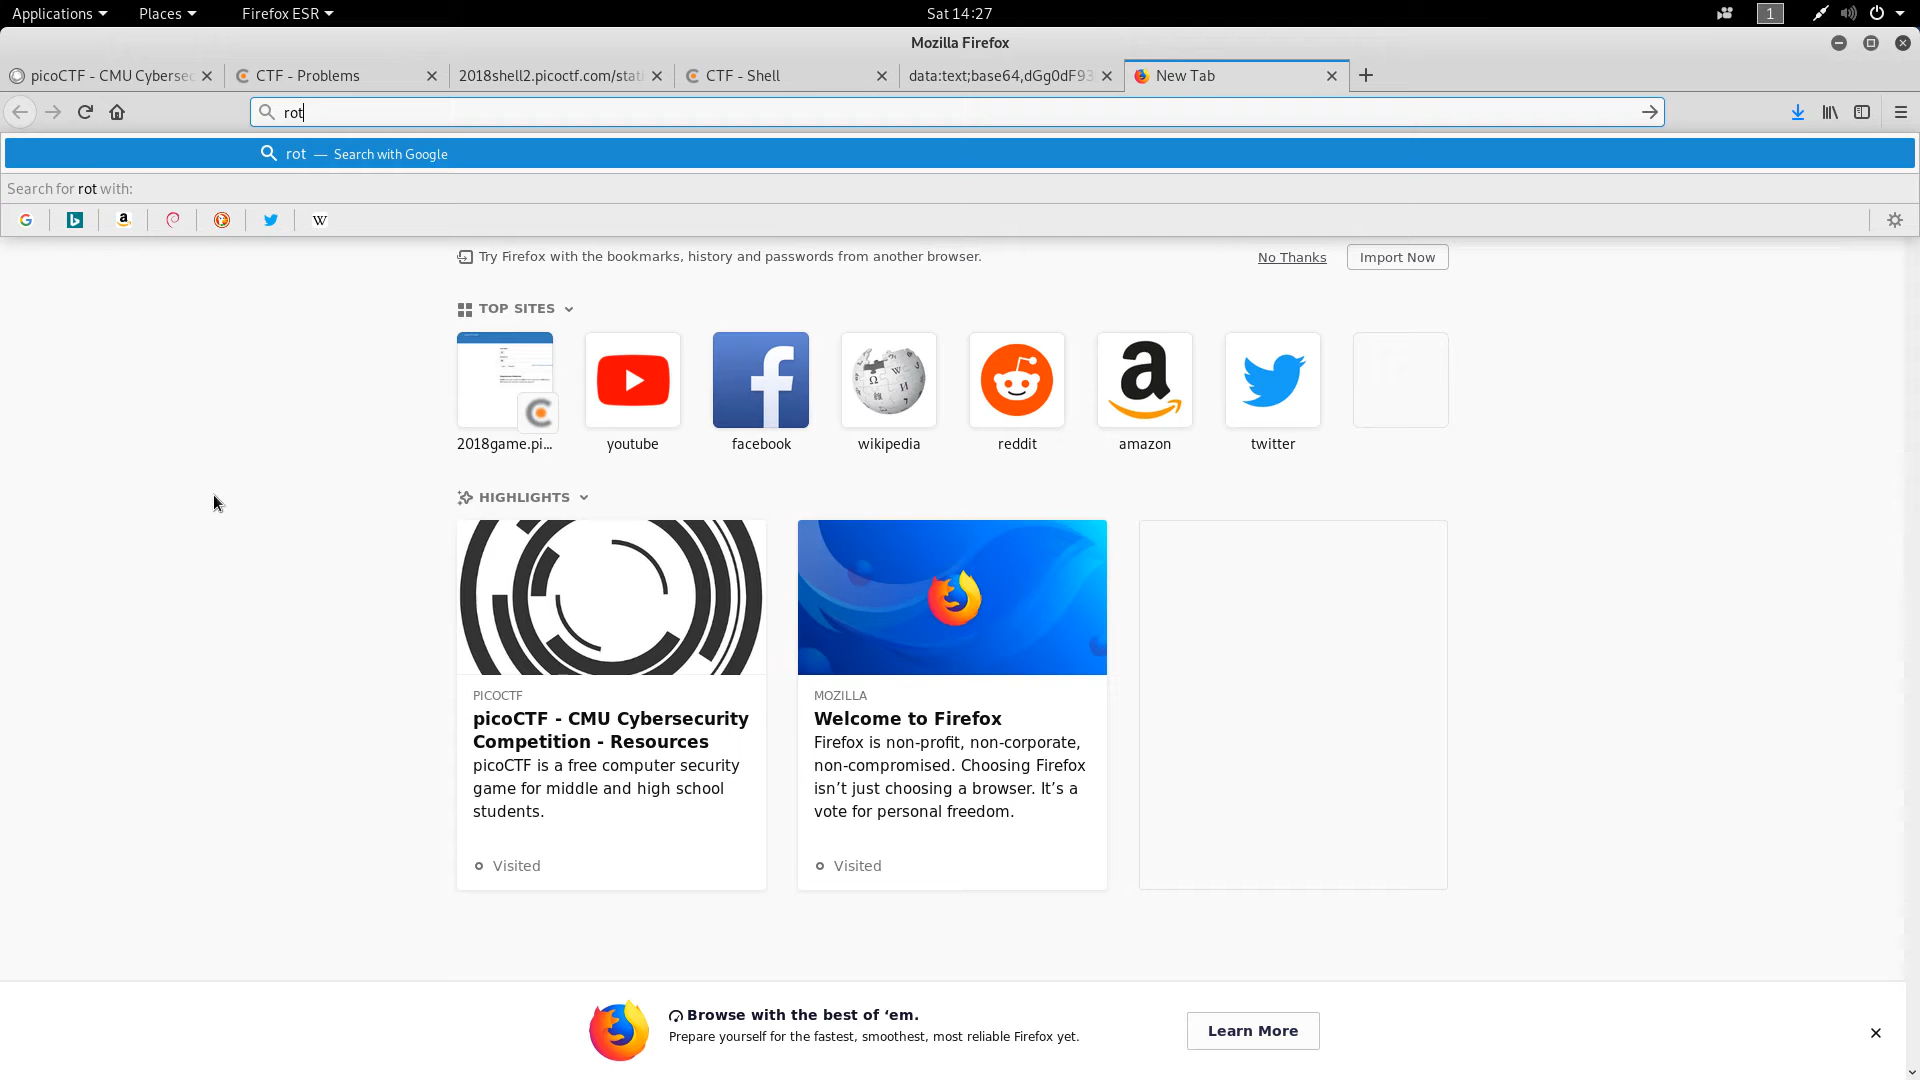 Applications Places Firefox ESR Sat 14:27 1
Mozilla Firefox
picoCTF - CMU Cybersec CTF - Problems 2018shell2.picoctf.com/stati CTF - Shell data:text;base64,dGg0dF93 New Tab
rot
rot — Search with Google
Search for rot with:
Try Firefox with the bookmarks, history and passwords from another browser. No Thanks Import Now
TOP SITES
2018game.pi... youtube facebook wikipedia reddit amazon twitter
HIGHLIGHTS
PICOCTF
picoCTF - CMU Cybersecurity
Competition - Resources
picoCTF is a free computer security
game for middle and high school
students.
Visited
MOZILLA
Welcome to Firefox
Firefox is non-profit, non-corporate,
non-compromised. Choosing Firefox
isn’t just choosing a browser. It’s a
vote for personal freedom.
Visited
Browse with the best of ‘em.
Prepare yourself for the fastest, smoothest, most reliable Firefox yet.
Learn More